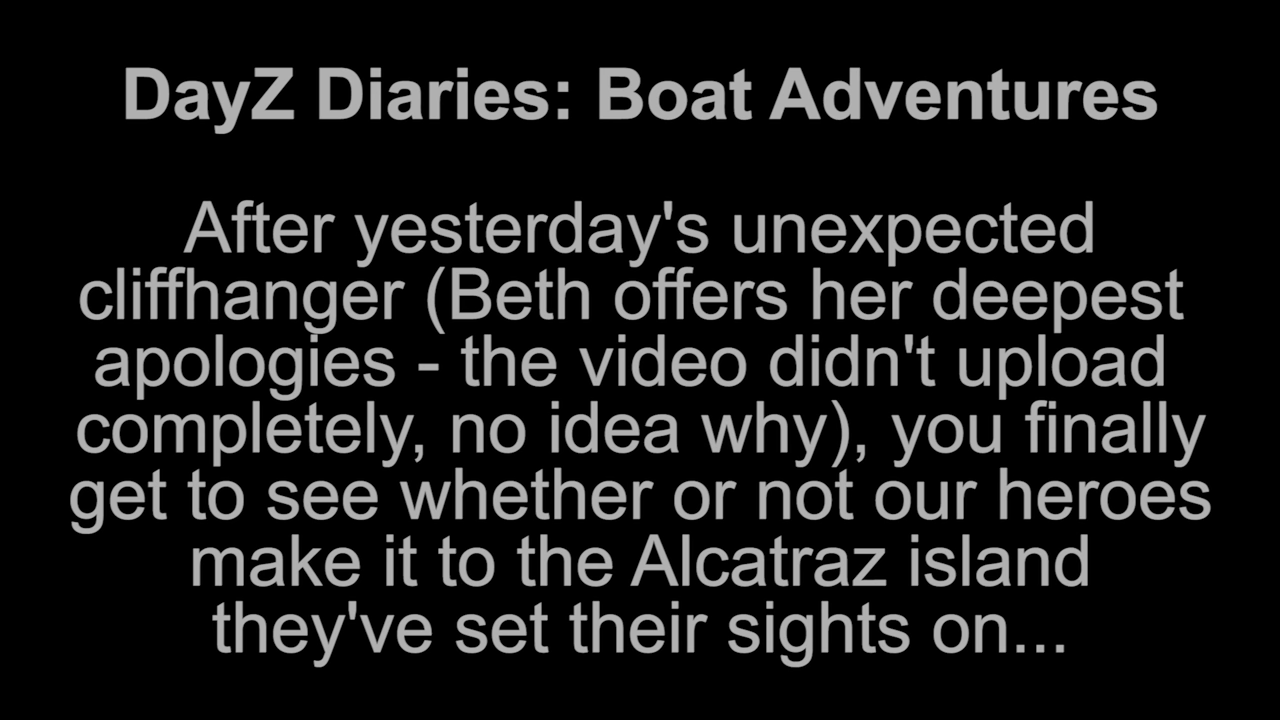 DayZ Diaries: Boat Adventures
After yesterday's unexpected
cliffhanger (Beth offers her deepest
apologies - the video didn't upload
completely, no idea why), you finally
get to see whether or not our heroes
make it to the Alcatraz island
they've set their sights on...